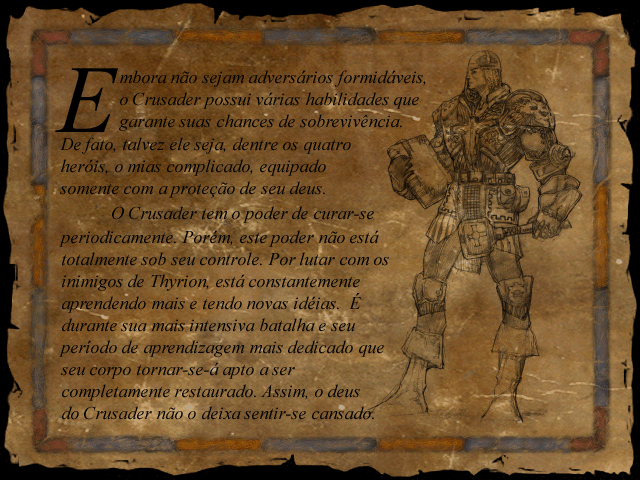 Embora não sejam adversários formidáveis,
o Crusader possui várias habilidades que
garante suas chances de sobrevivência.
De fato, talvez ele seja, dentre os quatro
heróis, o mias complicado, equipado
somente com a proteção de seu deus.
O Crusader tem o poder de curar-se
periodicamente. Porém, este poder não está
totalmente sob seu controle. Por lutar com os
inimigos de Thyrion, está constantemente
aprendendo mais e tendo novas idéias. É
durante sua mais intensiva batalha e seu
período de aprendizagem mais dedicado que
seu corpo tornar-se-á apto a ser
completamente restaurado. Assim, o deus
do Crusader não o deixa sentir-se cansado.